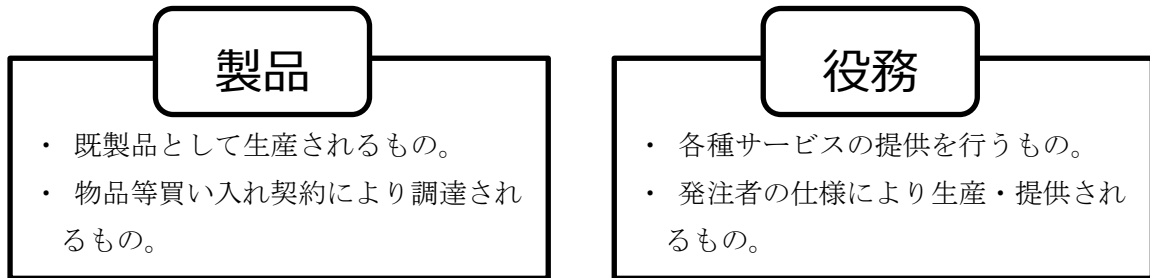 製品
・ 既製品として生産されるもの。
・ 物品等買い入れ契約により調達され
るもの。
役務
・ 各種サービスの提供を行うもの。
・ 発注者の仕様により生産・提供され
るもの。